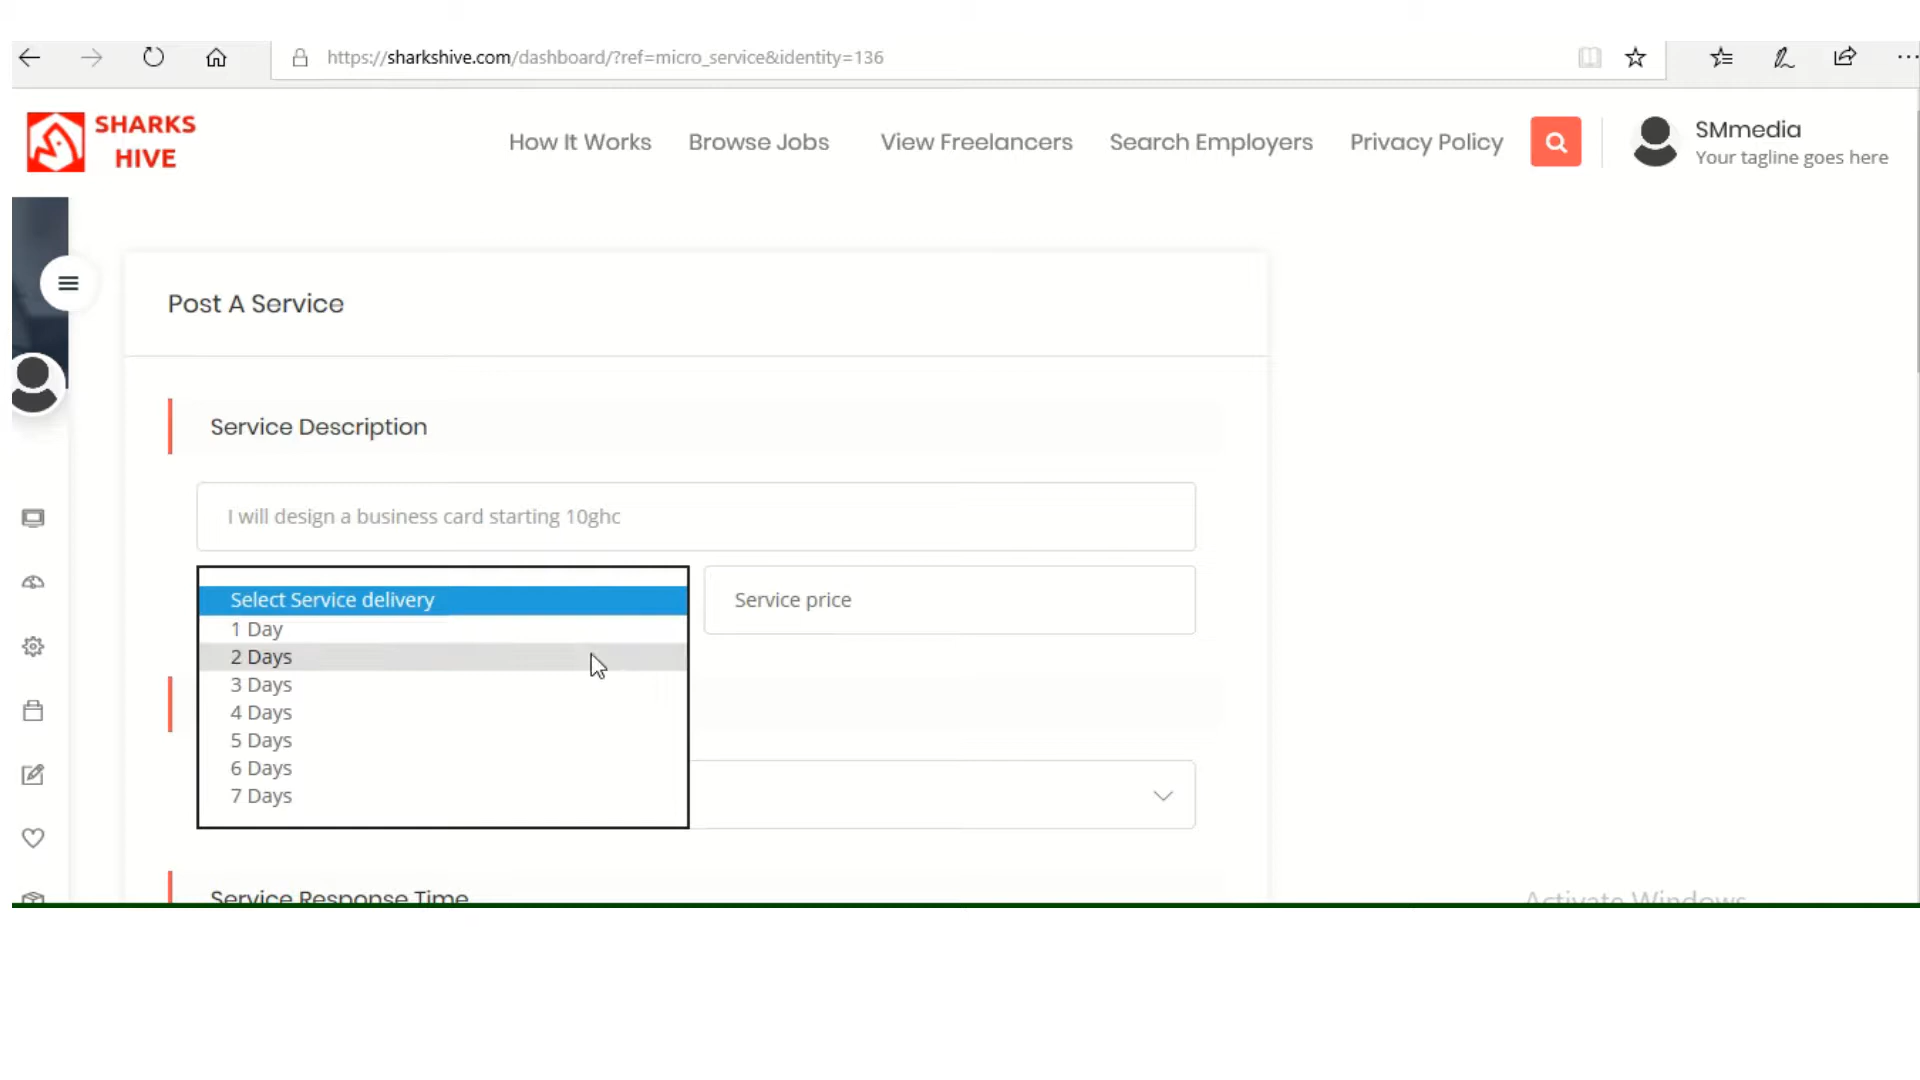 https://sharkshive.com/dashboard/?ref=micro_service&identity=136
SHARKS
HIVE
How It Works
Browse Jobs
View Freelancers
Search Employers
Privacy Policy
SMmedia
Your tagline goes here
Post A Service
Service Description
I will design a business card starting 10ghc
Select Service delivery
1 Day
2 Days
3 Days
4 Days
5 Days
6 Days
7 Days
Service price
Service Response Time
Activate Windows